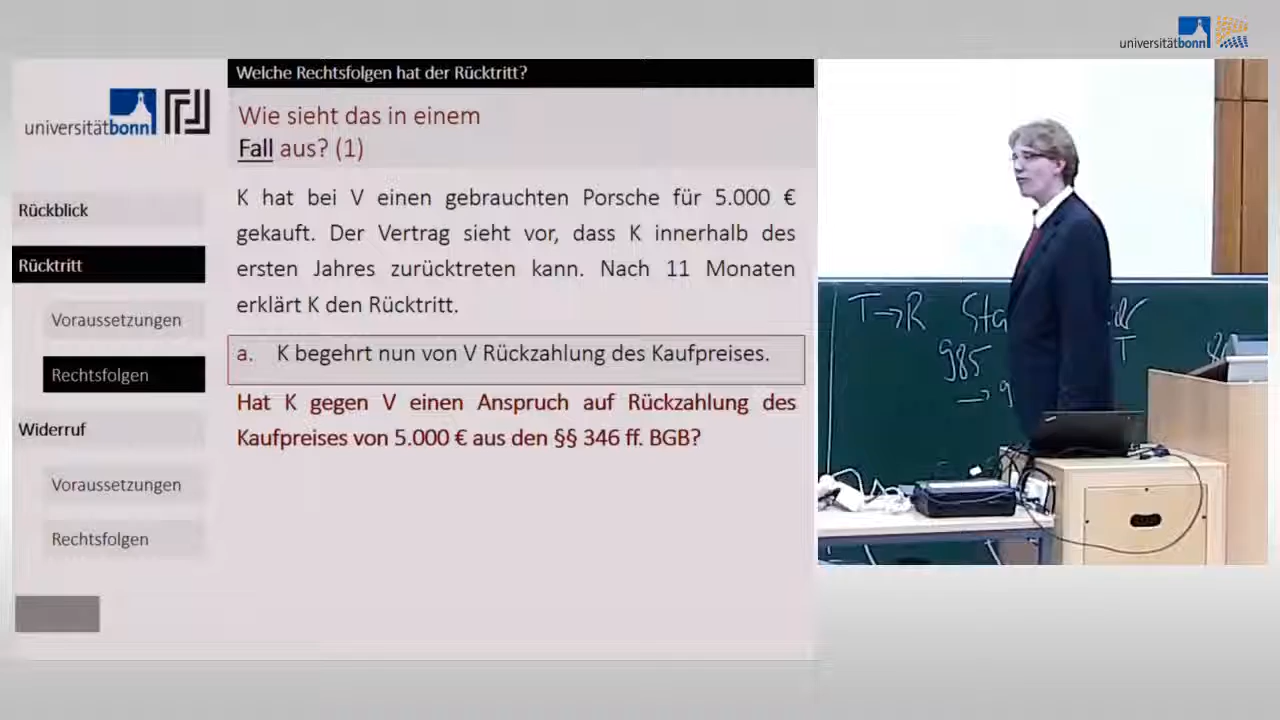 universitätbonn
universitätbonn
Rückblick
Rücktritt
Voraussetzungen
Rechtsfolgen
Widerruf
Voraussetzungen
Rechtsfolgen
Welche Rechtsfolgen hat der Rücktritt?
Wie sieht das in einem
Fall aus? (1)
K hat bei V einen gebrauchten Porsche für 5.000 €
gekauft. Der Vertrag sieht vor, dass K innerhalb des
ersten Jahres zurücktreten kann. Nach 11 Monaten
erklärt K den Rücktritt.
a. K begehrt nun von V Rückzahlung des Kaufpreises.
Hat K gegen V einen Anspruch auf Rückzahlung des
Kaufpreises von 5.000 € aus den §§ 346 ff. BGB?
T→R
985
T